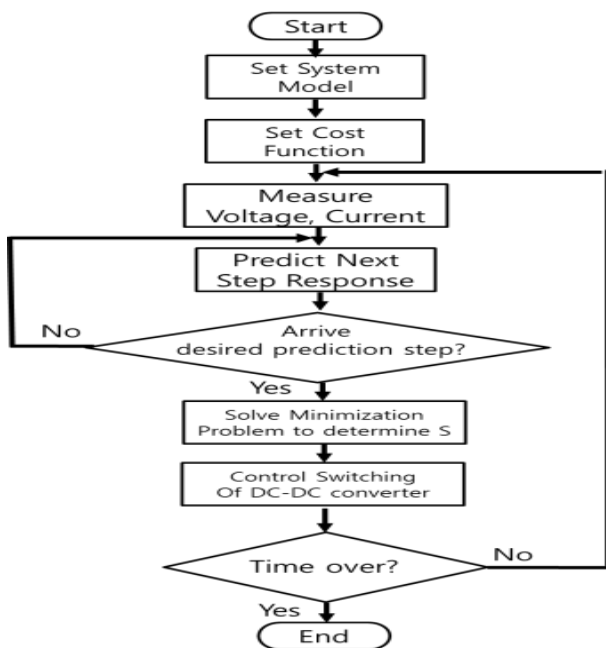 Start
Set System
Model
Set Cost
Function
Measure
Voltage, Current
Predict Next
Step Response
No
Arrive
desired prediction step?
Yes
Solve Minimization
Problem to determine S
Control Switching
Of DC-DC converter
Time over?
No
Yes
End